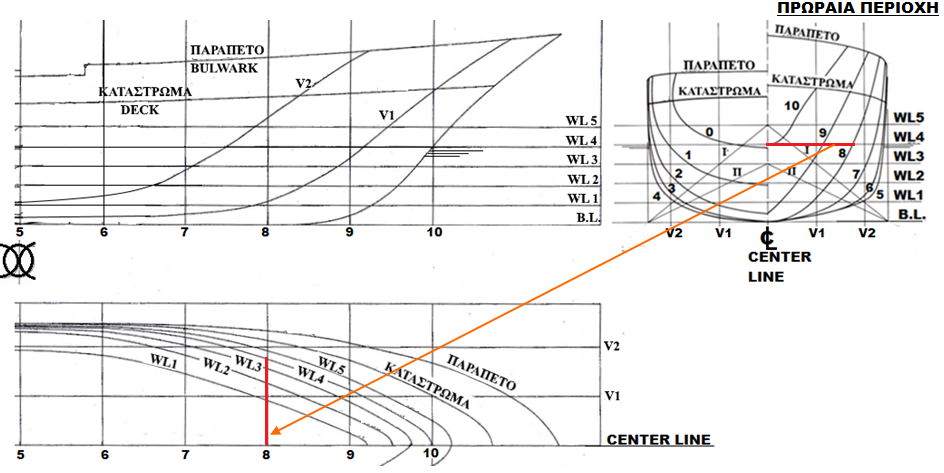 ΠΡΩΡΑΙΑ ΠΕΡΙΟΧΗ
ΠΑΡΑΠΕΤΟ
BULWARK
ΚΑΤΑΣΤΡΩΜΑ
DECK
V2
V1
WL 5
WL 4
WL 3
WL 2
WL 1
B.L.
5 6 7 8 9 10
ΠΑΡΑΠΕΤΟ
ΠΑΡΑΠΕΤΟ
ΚΑΤΑΣΤΡΩΜΑ ΚΑΤΑΣΤΡΩΜΑ
10
0 9
I I 8
1
II II 7
2
3 6
4 5
WL5
WL4
WL3
WL2
WL1
B.L.
V2 V1 V1 V2
CENTER
LINE
WL1 WL2 WL3 WL4 WL5
ΚΑΤΑΣΤΡΩΜΑ
ΠΑΡΑΠΕΤΟ
V2
V1
CENTER LINE
5 6 7 8 9 10